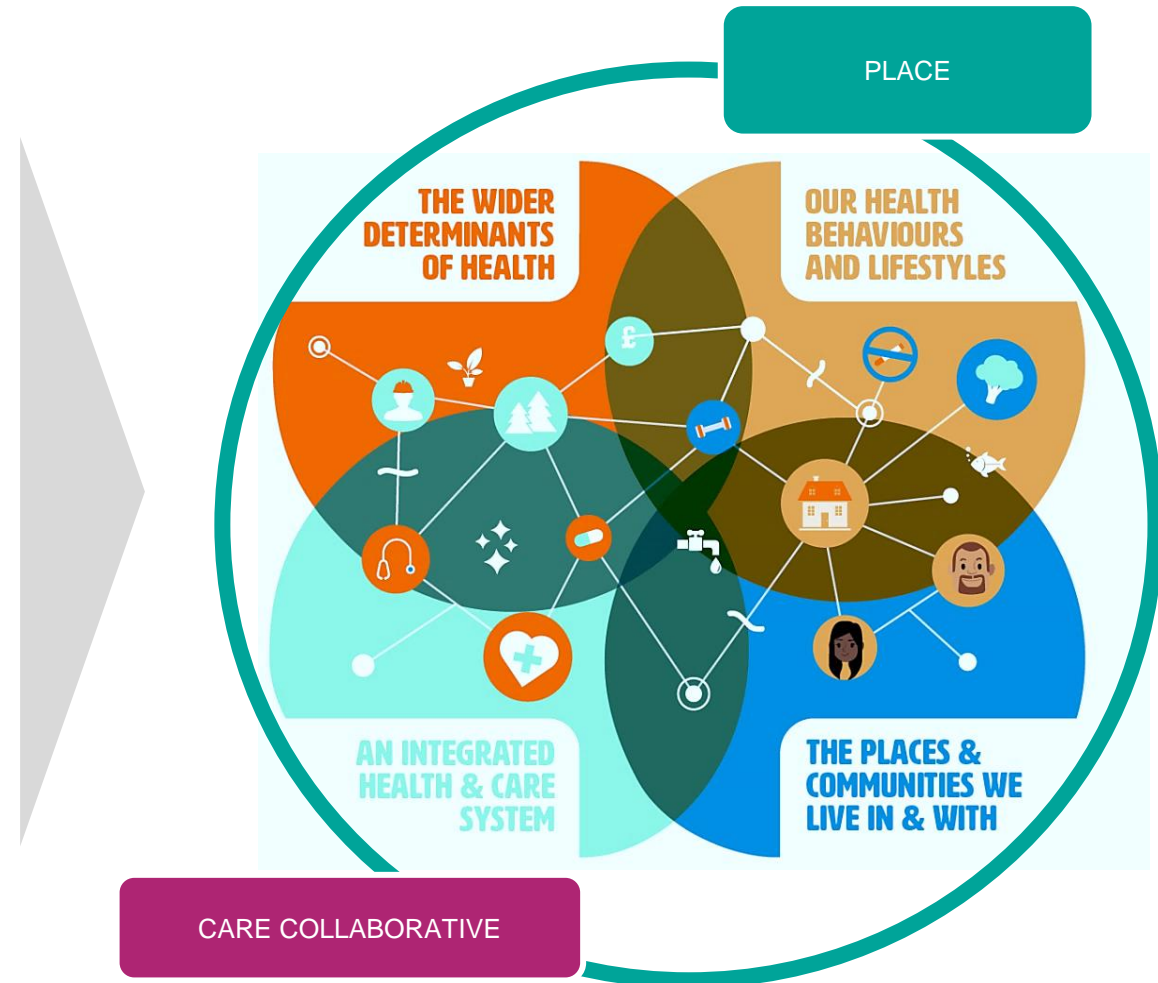 PLACE
THE WIDER
DETERMINANTS
OF HEALTH
OUR HEALTH
BEHAVIOURS
AND LIFESTYLES
£
AN INTEGRATED
HEALTH & CARE
SYSTEM
THE PLACES &
COMMUNITIES WE
LIVE IN & WITH
CARE COLLABORATIVE